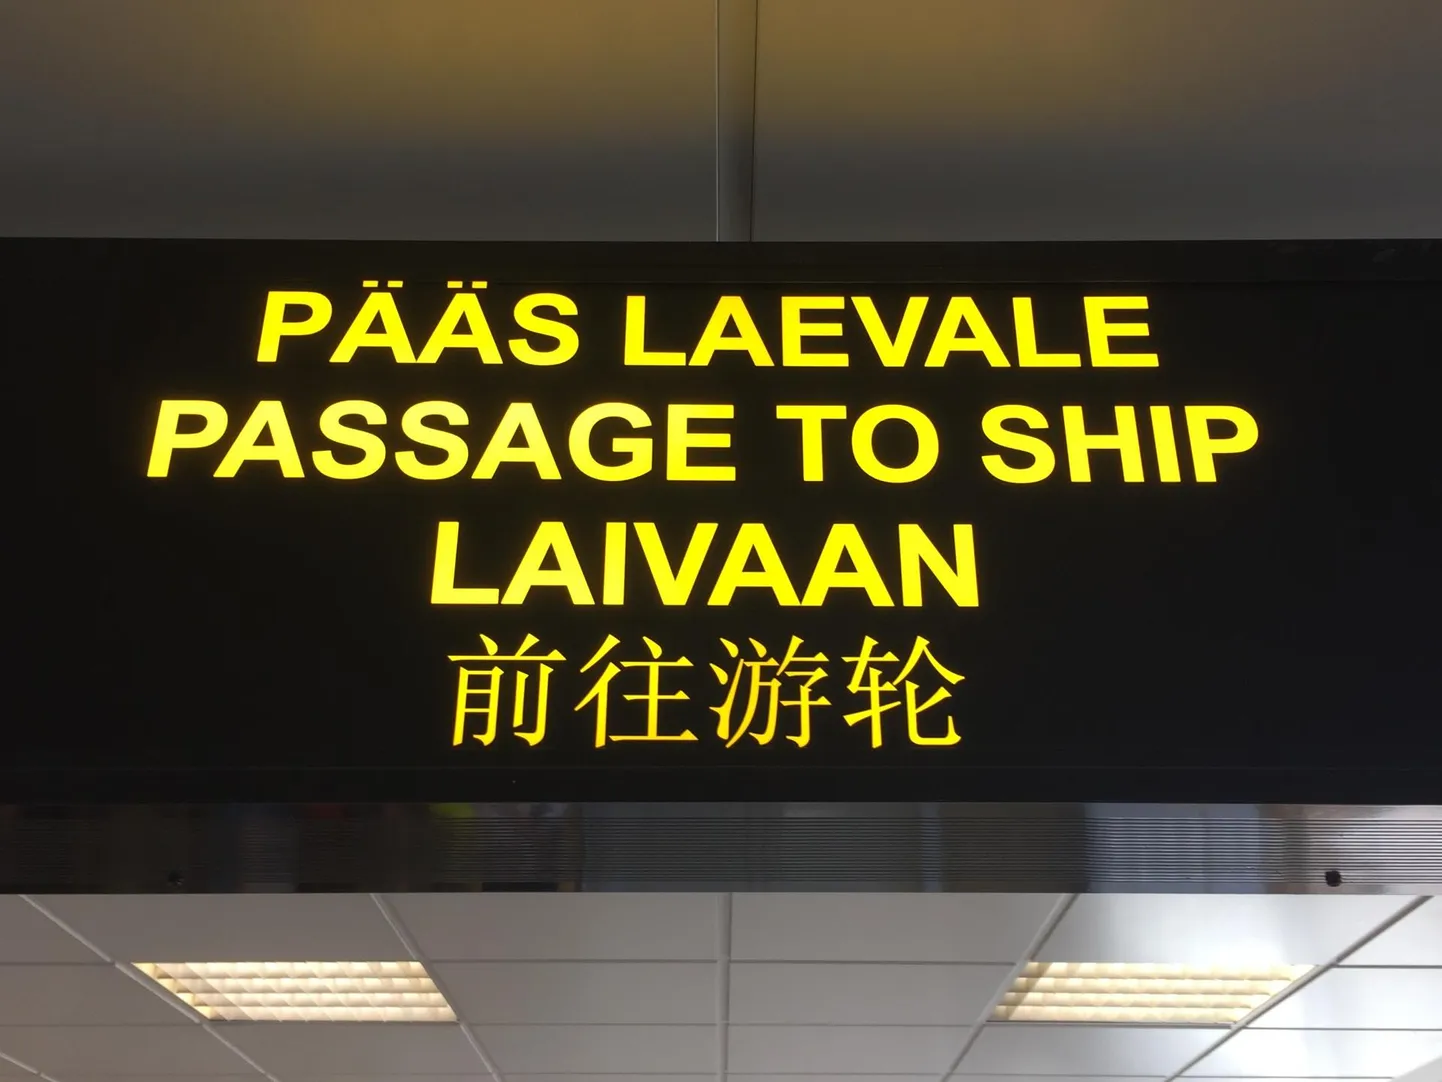 PÄÄS LAEVALE
PASSAGE TO SHIP
LAIVAAN
前往游轮